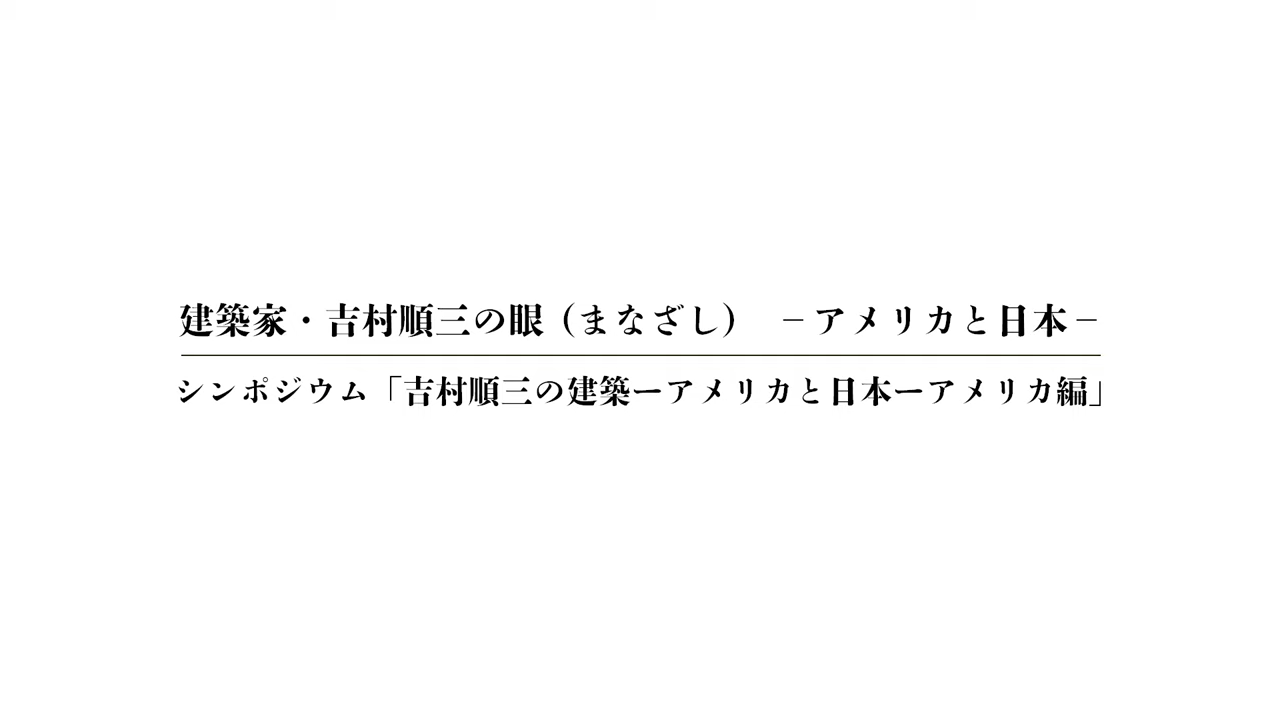 建築家・吉村順三の眼（まなざし）　－アメリカと日本－
シンポジウム「吉村順三の建築ーアメリカと日本ーアメリカ編」